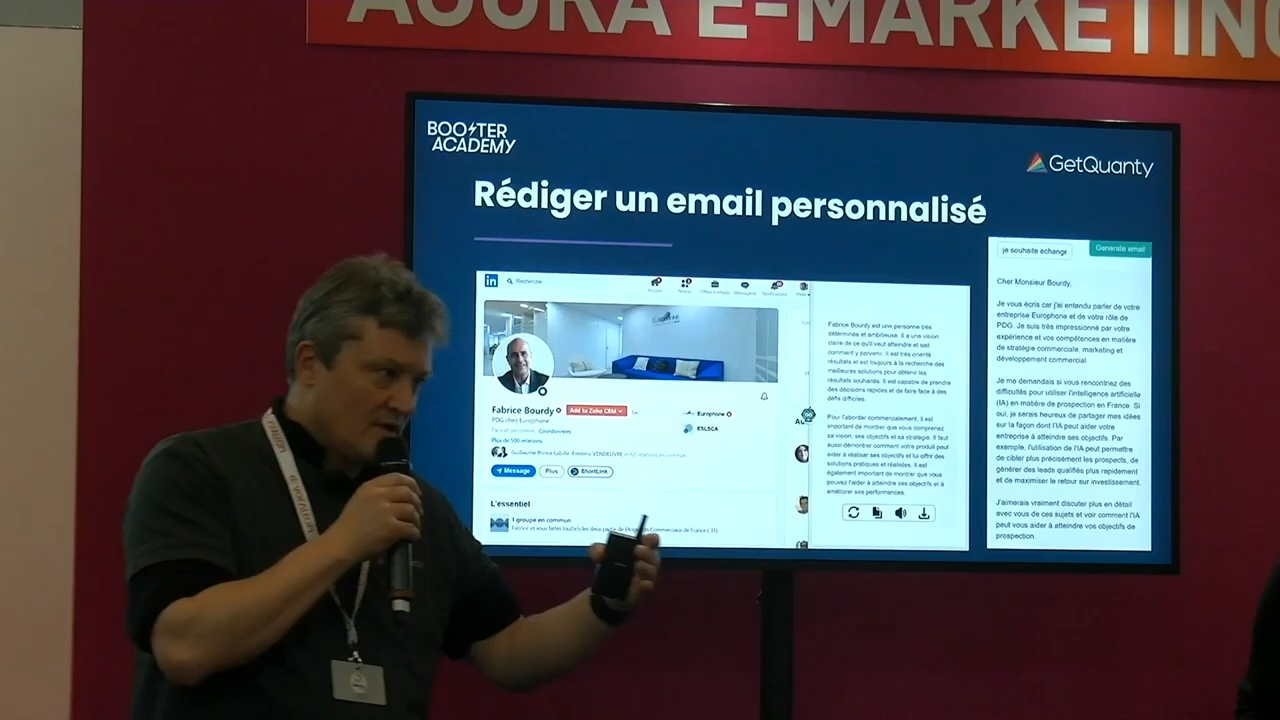 AGORA E-MARKETING
BOOSTER
ACADEMY
GetQuanty
Rédiger un email personnalisé
in
Recherche
Fabrice Bourdy
Add to Zoho CRM
PDG chez Europhone
Coordonnées
Plus de 500 relations
Message
Plus
ShortLink
Europhone
ESLSCA
L'essentiel
1 groupe en commun
Fabrice Bourdy est une personne très
déterminée et ambitieuse. Il a une vision
claire de ce qu'il veut atteindre et sait
comment y parvenir. Il est très orienté
résultats et est toujours à la recherche des
meilleures solutions pour obtenir les
résultats souhaités. Il est capable de prendre
des décisions rapides et de faire face à des
défis difficiles.
Pour l'aborder commercialement, il est
important de montrer que vous comprenez
sa vision, ses objectifs et sa stratégie. Il faut
aussi démontrer comment votre produit peut
aider à réaliser ses objectifs et lui offrir des
solutions pratiques et réalistes. Il est
également important de montrer que vous
pouvez l'aider à atteindre ses objectifs et à
améliorer ses performances.
je souhaite echange
Generate email
Cher Monsieur Bourdy,
Je vous écris car j'ai entendu parler de votre
entreprise Europhone et de votre rôle de
PDG. Je suis très impressionné par votre
expérience et vos compétences en matière
de stratégie commerciale, marketing et
développement commercial.
Je me demandais si vous rencontriez des
difficultés pour utiliser l'intelligence artificielle
(IA) en matière de prospection en France. Si
oui, je serais heureux de partager mes idées
sur la façon dont l'IA peut aider votre
entreprise à atteindre ses objectifs. Par
exemple, l'utilisation de l'IA peut permettre
de cibler plus précisément les prospects, de
générer des leads qualifiés plus rapidement
et de maximiser le retour sur investissement.
J'aimerais vraiment discuter plus en détail
avec vous de ces sujets et voir comment l'IA
peut vous aider à atteindre vos objectifs de
prospection.